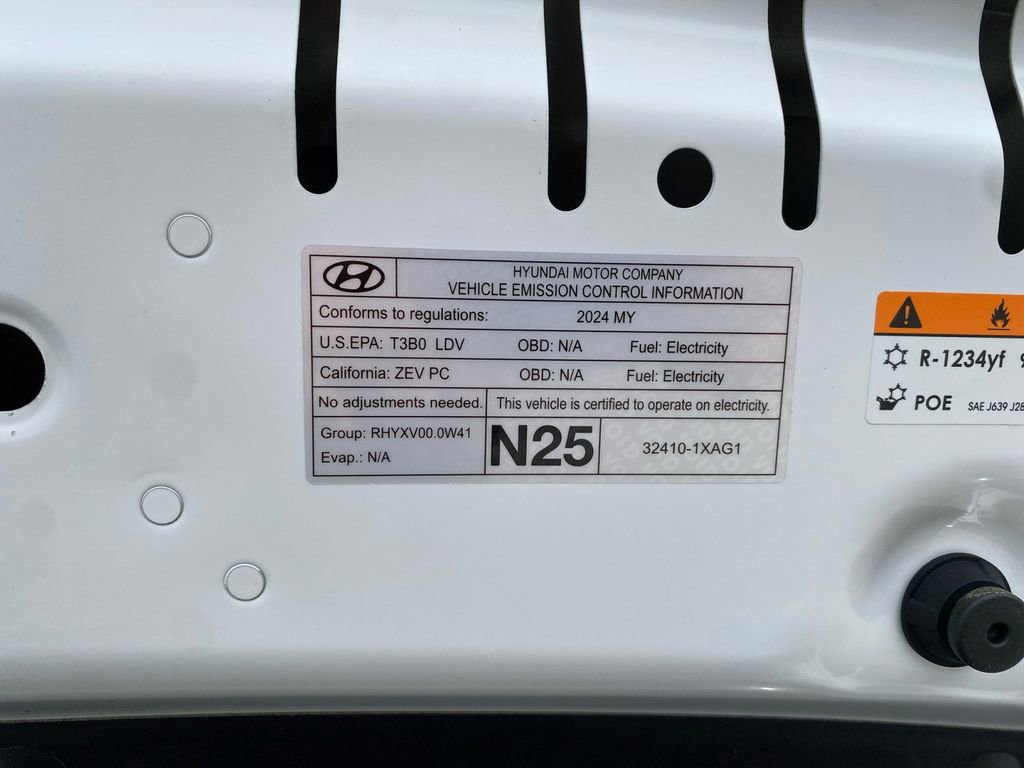 HYUNDAI MOTOR COMPANY
VEHICLE EMISSION CONTROL INFORMATION
Conforms to regulations: 2024 MY
U.S.EPA: T3B0 LDV OBD: N/A Fuel: Electricity
California: ZEV PC OBD: N/A Fuel: Electricity
No adjustments needed. This vehicle is certified to operate on electricity.
Group: RHYXV00.0W41
Evap.: N/A
N25
32410-1XAG1
R-1234yf
POE SAE J639